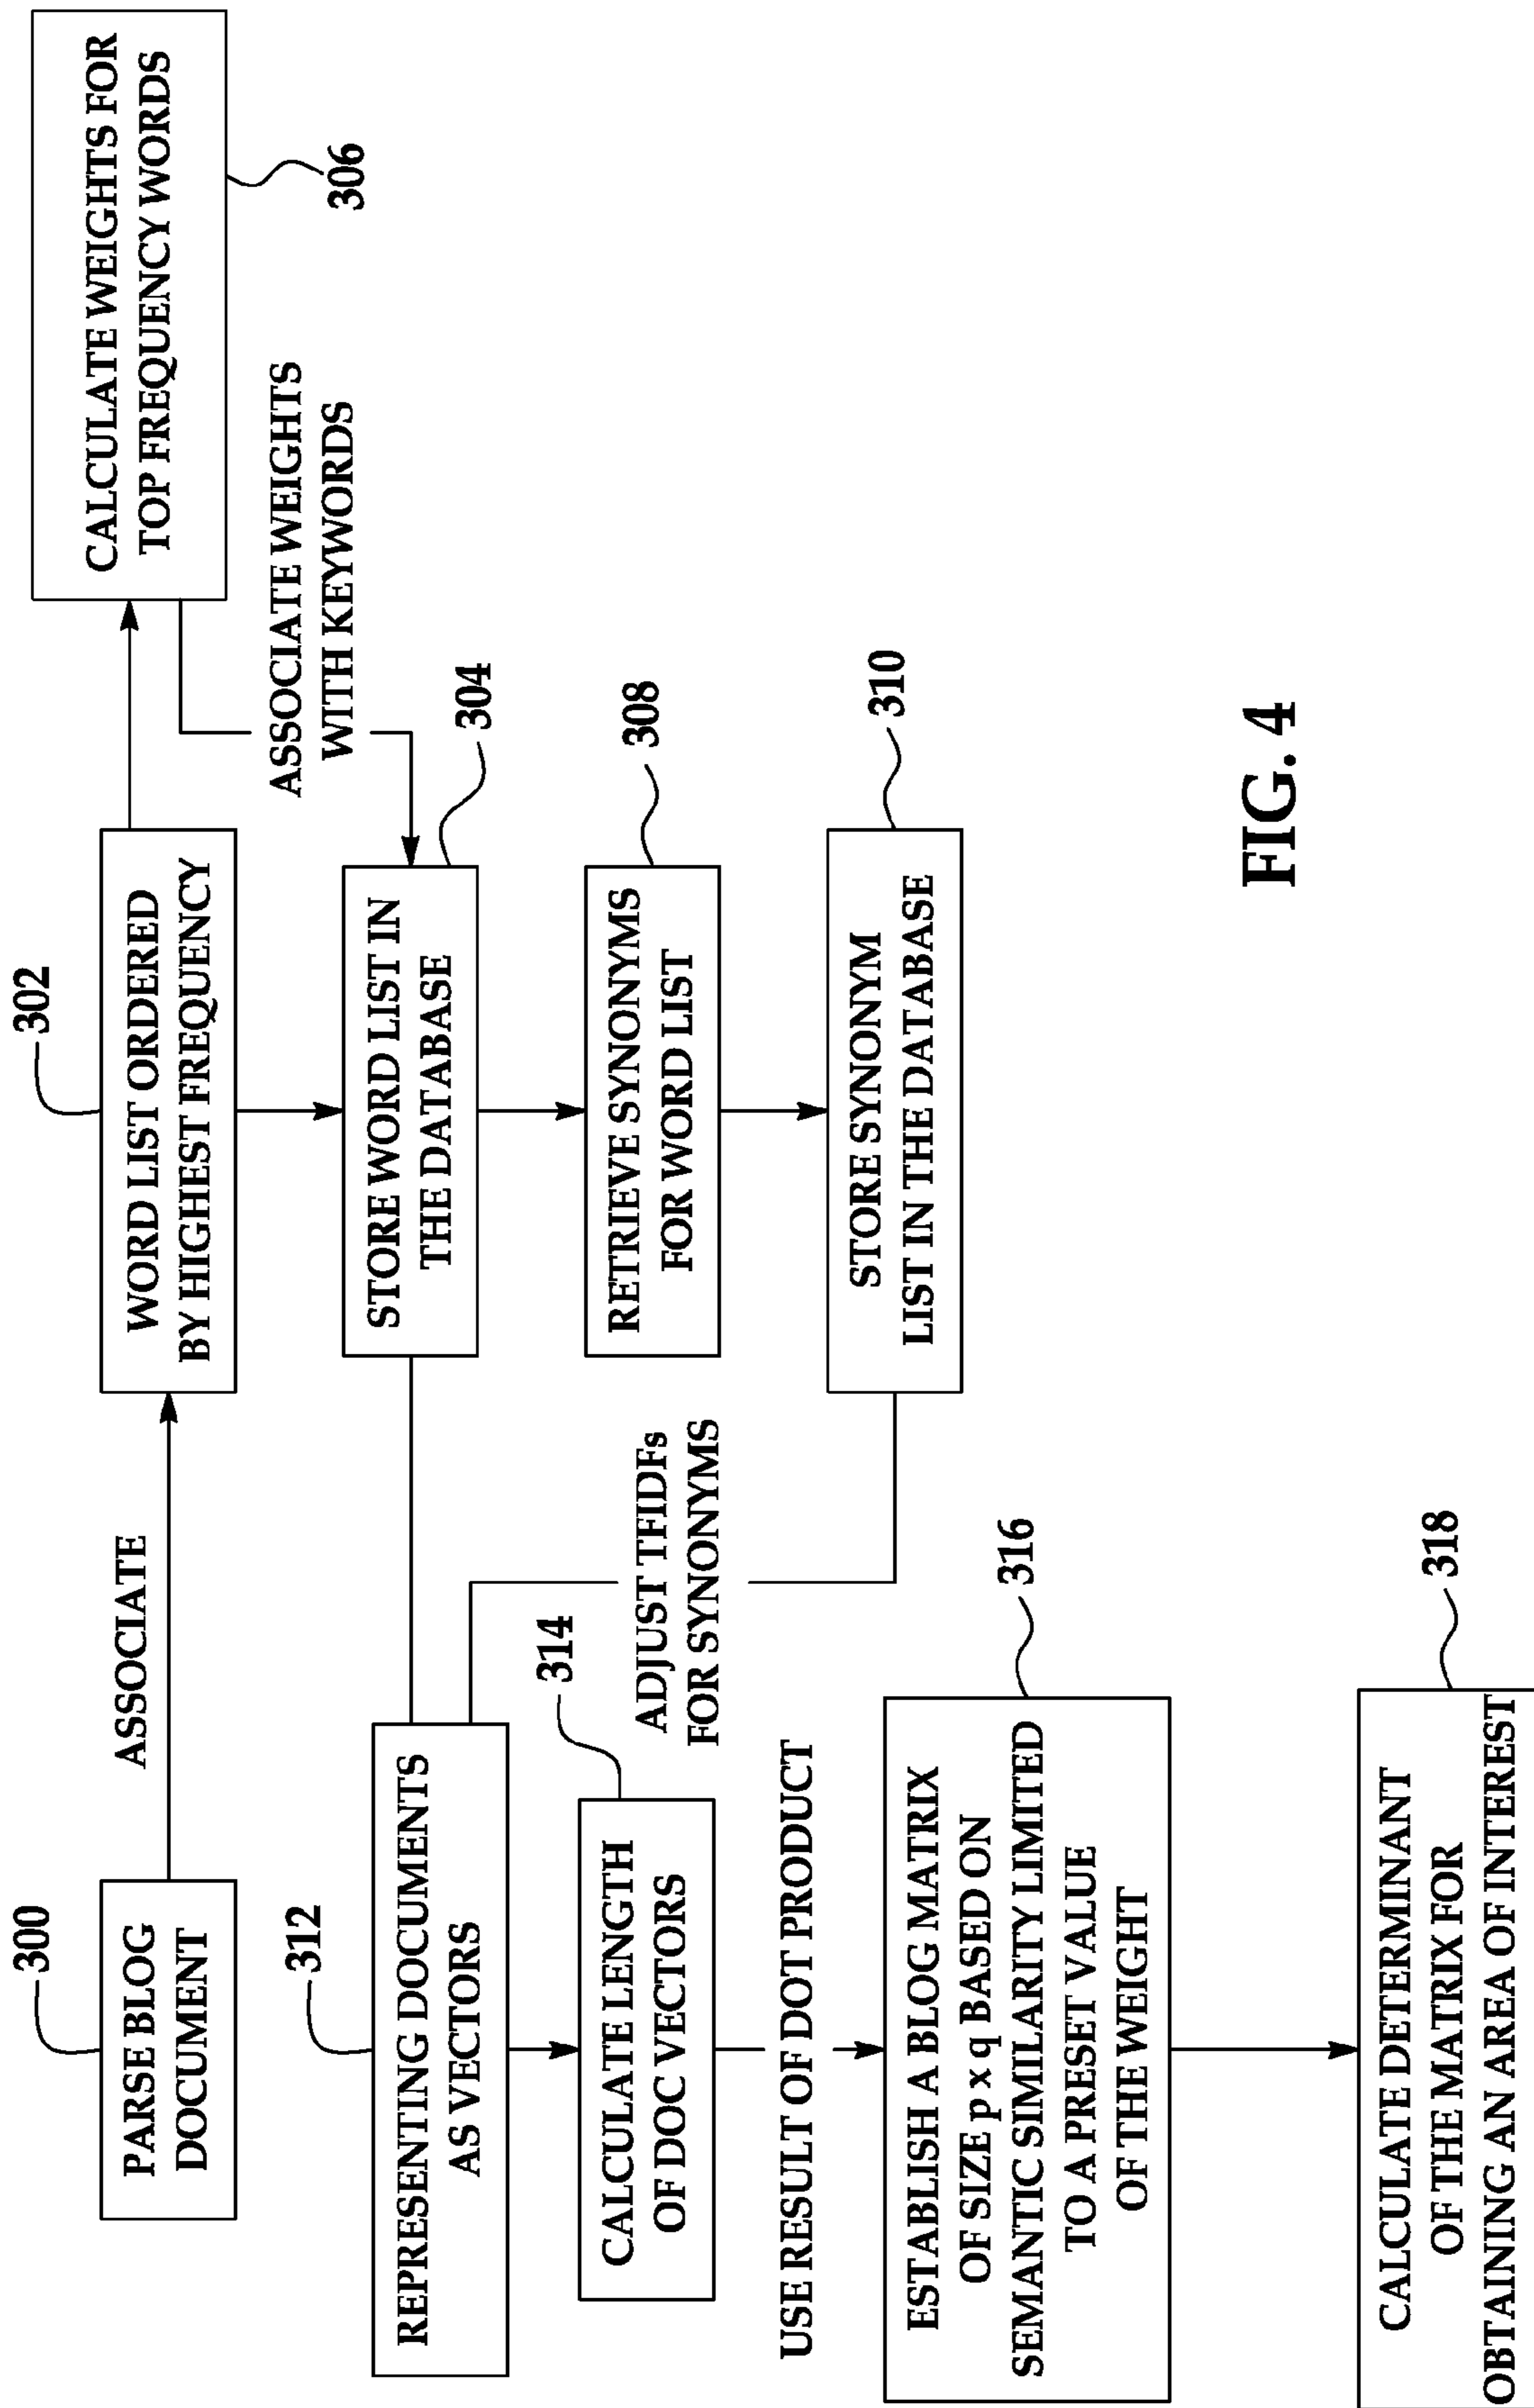 300
PARSE BLOG
DOCUMENT
ASSOCIATE
302
WORD LIST ORDERED
BY HIGHEST FREQUENCY
CALCULATE WEIGHTS FOR
TOP FREQUENCY WORDS
306
ASSOCIATE WEIGHTS
WITH KEYWORDS
STORE WORD LIST IN
THE DATABASE
304
RETRIEVE SYNONYMS
FOR WORD LIST
308
STORE SYNONYM
LIST IN THE DATABASE
310
312
REPRESENTING DOCUMENTS
AS VECTORS
ADJUST TFIDFs
FOR SYNONYMS
314
CALCULATE LENGTH
OF DOC VECTORS
USE RESULT OF DOT PRODUCT
316
ESTABLISH A BLOG MATRIX
OF SIZE p x q BASED ON
SEMANTIC SIMILARITY LIMITED
TO A PRESET VALUE
OF THE WEIGHT
318
CALCULATE DETERMINANT
OF THE MATRIX FOR
OBTAINING AN AREA OF INTEREST
FIG. 4